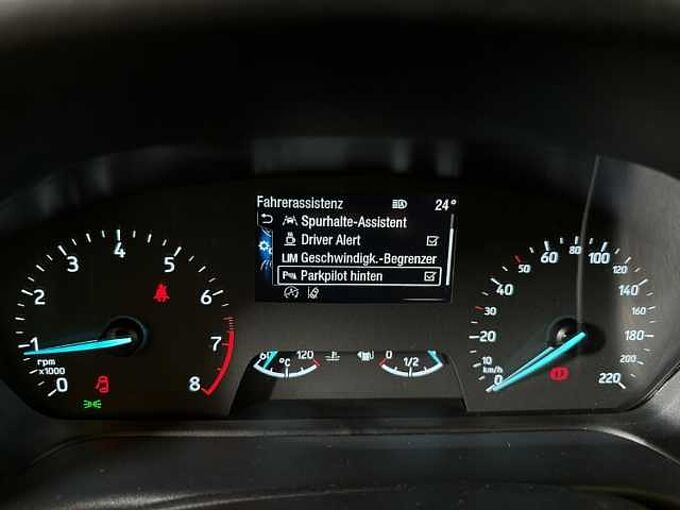 Fahrerassistenz 24°
Spurhalte-Assistent
Driver Alert
LIM Geschwindigk.-Begrenzer
Parkpilot hinten
0 1 2 3 4 5 6 7 8
rpm
x1000
60 °C 120
0 1/2
0 10 20 30 40 50 60 80 100 120 140 160 180 200 220
km/h